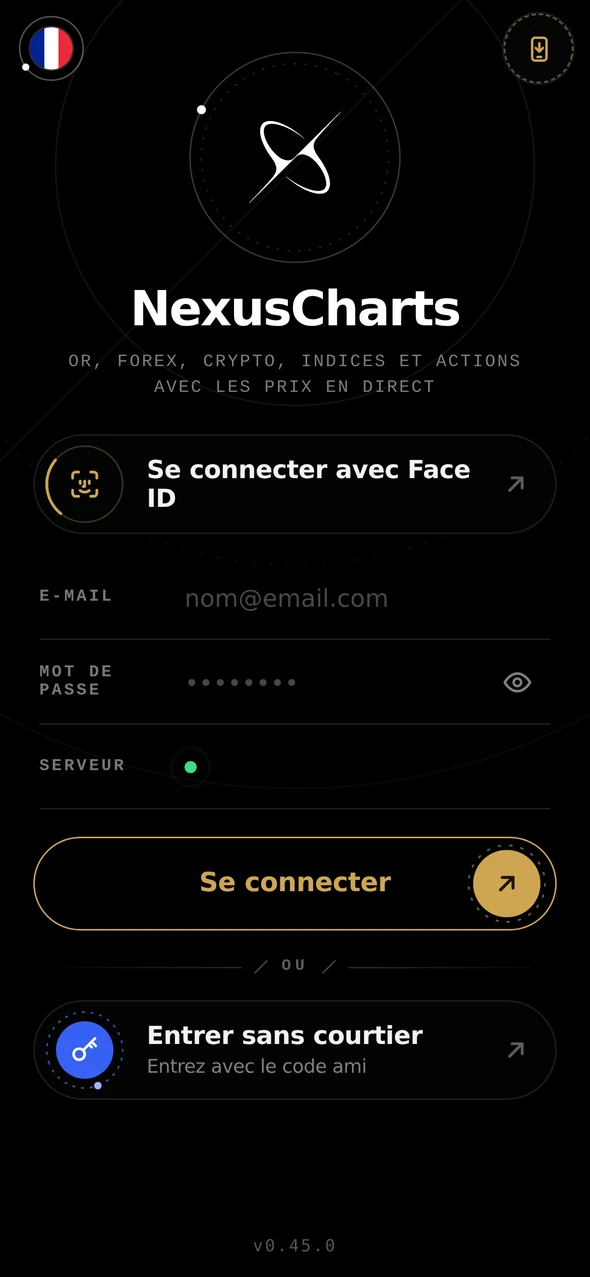 NexusCharts
OR, FOREX, CRYPTO, INDICES ET ACTIONS
AVEC LES PRIX EN DIRECT
Se connecter avec Face
ID
E-MAIL
nom@email.com
MOT DE
PASSE
SERVEUR
Se connecter
OU
Entrer sans courtier
Entrez avec le code ami
v0.45.0